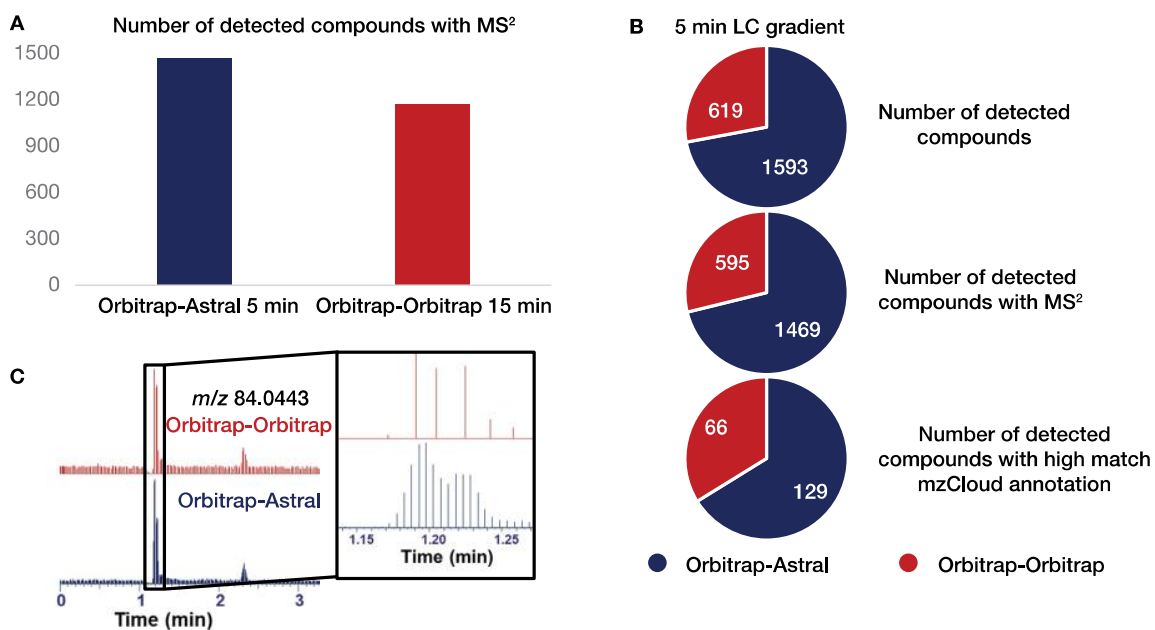 A
Number of detected compounds with MS²
1500
1200
900
600
300
0
Orbitrap-Astral 5 min
Orbitrap-Orbitrap 15 min
B
5 min LC gradient
619
1593
Number of detected
compounds
595
1469
Number of detected
compounds with MS²
66
129
Number of detected
compounds with high match
mzCloud annotation
Orbitrap-Astral
Orbitrap-Orbitrap
C
m/z 84.0443
Orbitrap-Orbitrap
Orbitrap-Astral
0 1 2 3
Time (min)
1.15 1.20 1.25
Time (min)